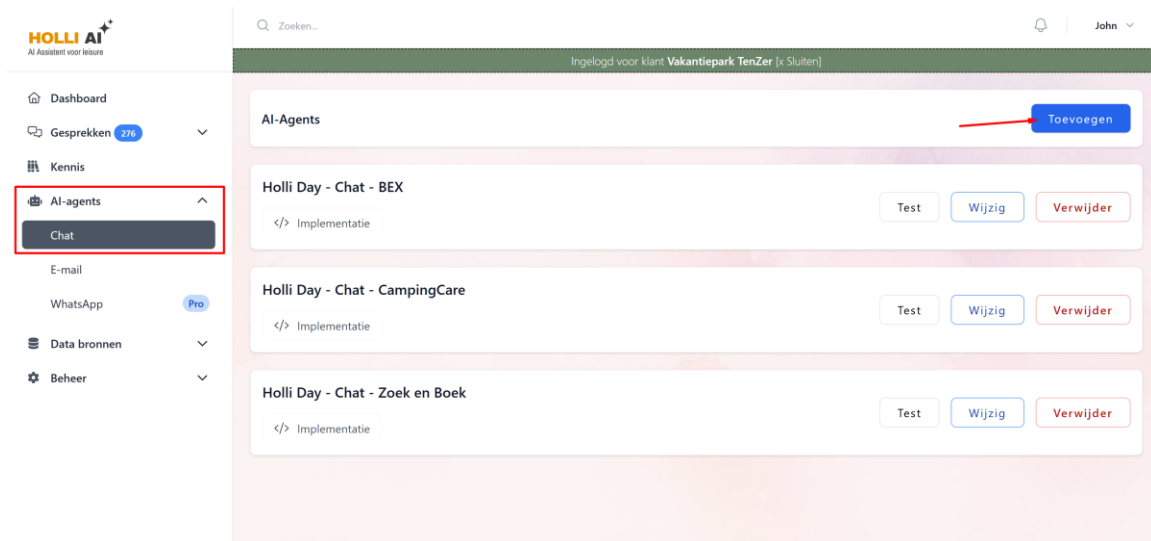 HOLLI AI
AI Assistent voor leisure
Zoeken...
John
Ingelogd voor klant Vakantiepark TenZer [x Sluiten]
Dashboard
Gesprekken 276
Kennis
AI-agents
Chat
E-mail
WhatsApp Pro
Data bronnen
Beheer
AI-Agents
Toevoegen
Holli Day - Chat - BEX
</> Implementatie
Test Wijzig Verwijder
Holli Day - Chat - CampingCare
</> Implementatie
Test Wijzig Verwijder
Holli Day - Chat - Zoek en Boek
</> Implementatie
Test Wijzig Verwijder